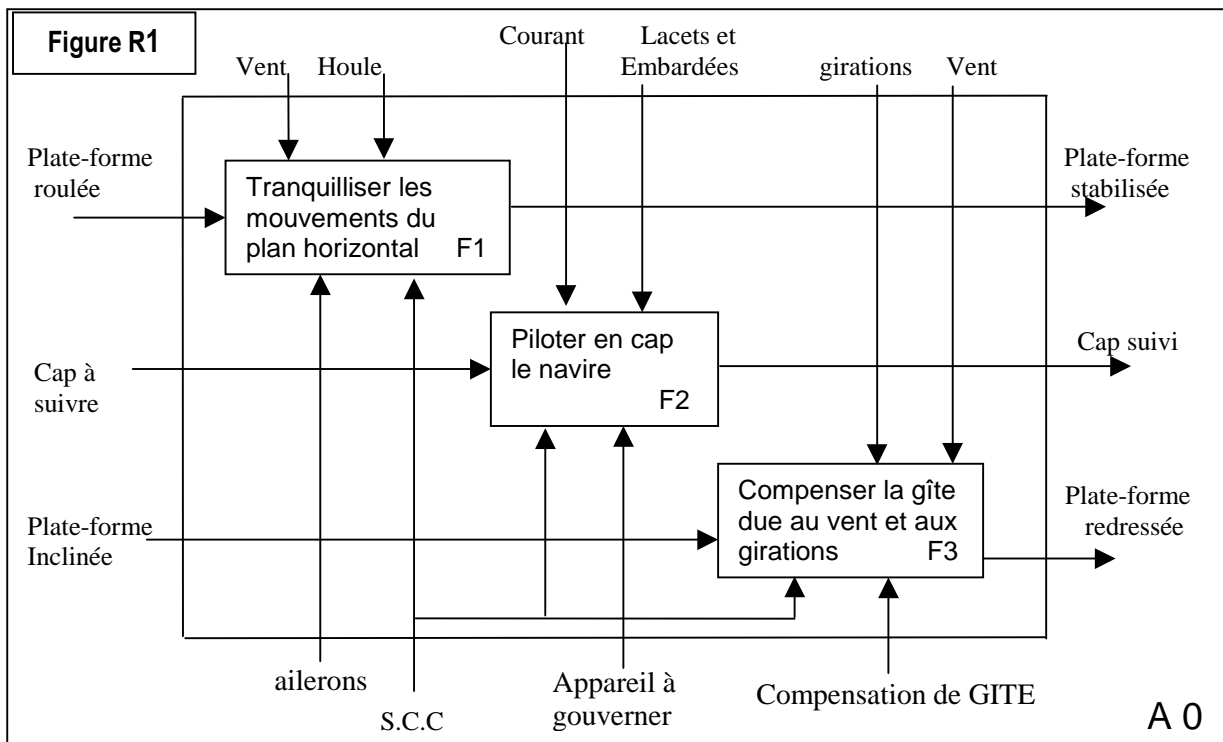 Figure R1
Courant
Lacets et
Embardées
Vent
Houle
girations
Vent
Plate-forme
roulée
Tranquilliser les
mouvements du
plan horizontal F1
Plate-forme
stabilisée
Cap à
suivre
Piloter en cap
le navire
F2
Cap suivi
Plate-forme
Inclinée
Compenser la gîte
due au vent et aux
girations F3
Plate-forme
redressée
ailerons
S.C.C
Appareil à
gouverner
Compensation de GITE
A 0